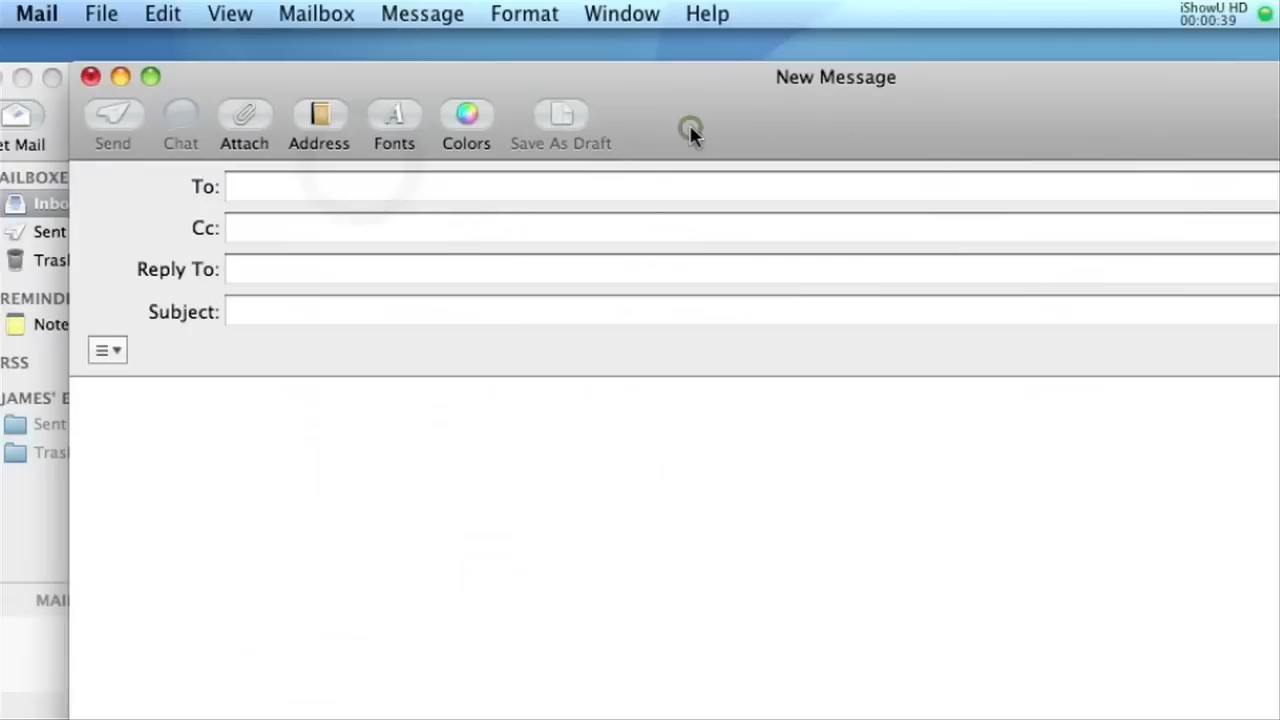 Mail File Edit View Mailbox Message Format Window Help
iShowU HD
00:00:39
New Message
Send Chat Attach Address Fonts Colors Save As Draft
et Mail
AILBOXE
Inbo
Sent
Tras
REMIND
Note
RSS
JAMES' E
Sent
Tras
MAI
To:
Cc:
Reply To:
Subject: